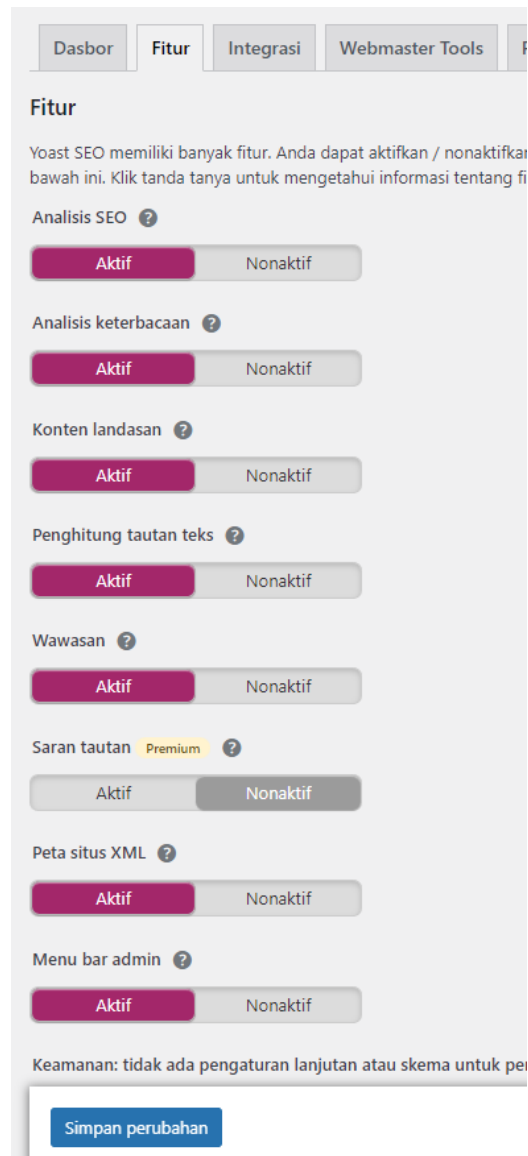 Dasbor Fitur Integrasi Webmaster Tools
Fitur
Yoast SEO memiliki banyak fitur. Anda dapat aktifkan / nonaktifkan
bawah ini. Klik tanda tanya untuk mengetahui informasi tentang
Analisis SEO ?
Aktif Nonaktif
Analisis keterbacaan ?
Aktif Nonaktif
Konten landasan ?
Aktif Nonaktif
Penghitung tautan teks ?
Aktif Nonaktif
Wawasan ?
Aktif Nonaktif
Saran tautan Premium ?
Aktif Nonaktif
Peta situs XML ?
Aktif Nonaktif
Menu bar admin ?
Aktif Nonaktif
Keamanan: tidak ada pengaturan lanjutan atau skema untuk
Simpan perubahan